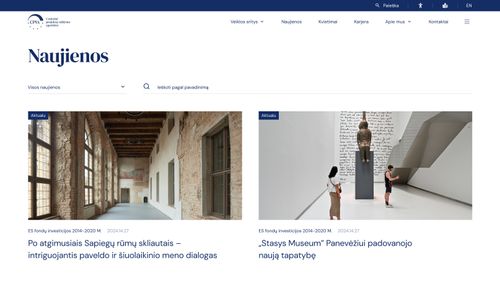 Paieška
EN
CPVA
Centrinė
projektų valdymo
agentūra
Veiklos sritys
Naujienos
Kvietimai
Karjera
Apie mus
Kontaktai
Naujienos
Visos naujienos
Ieškoti pagal pavadinimą
Aktualu
Aktualu
ES fondų investicijos 2014-2020 M.
2024.14.27
Po atgimusiais Sapiegų rūmų skliautais –
intriguojantis paveldo ir šiuolaikinio meno dialogas
ES fondų investicijos 2014-2020 M.
2024.14.27
„Stasys Museum” Panevėžiui padovanojo
naują tapatybę